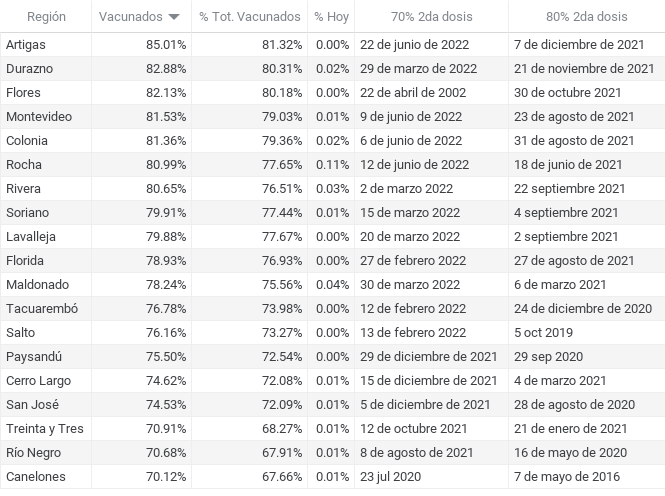 Región Vacunados % Tot. Vacunados % Hoy 70% 2da dosis 80% 2da dosis
Artigas 85.01% 81.32% 0.00% 22 de junio de 2022 7 de diciembre de 2021
Durazno 82.88% 80.31% 0.02% 29 de marzo de 2022 21 de noviembre de 2021
Flores 82.13% 80.18% 0.00% 22 de abril de 2002 30 de octubre 2021
Montevideo 81.53% 79.03% 0.01% 9 de junio de 2022 23 de agosto de 2021
Colonia 81.36% 79.36% 0.02% 6 de junio de 2022 31 de agosto de 2021
Rocha 80.99% 77.65% 0.11% 12 de junio de 2022 18 de junio de 2021
Rivera 80.65% 76.51% 0.03% 2 de marzo 2022 22 septiembre 2021
Soriano 79.91% 77.44% 0.01% 15 de marzo 2022 4 septiembre 2021
Lavalleja 79.88% 77.67% 0.00% 20 de marzo 2022 2 septiembre 2021
Florida 78.93% 76.93% 0.00% 27 de febrero 2022 27 de agosto de 2021
Maldonado 78.24% 75.56% 0.04% 30 de marzo 2022 6 de marzo 2021
Tacuarembó 76.78% 73.98% 0.00% 12 de febrero 2022 24 de diciembre de 2020
Salto 76.16% 73.27% 0.00% 13 de febrero 2022 5 oct 2019
Paysandú 75.50% 72.54% 0.00% 29 de diciembre de 2021 29 sep 2020
Cerro Largo 74.62% 72.08% 0.01% 15 de diciembre 2021 4 de marzo 2021
San José 74.53% 72.09% 0.01% 5 de diciembre 2021 28 de agosto de 2020
Treinta y Tres 70.91% 68.27% 0.01% 12 de octubre 2021 21 de enero de 2021
Río Negro 70.68% 67.91% 0.01% 8 de agosto de 2021 16 de mayo de 2020
Canelones 70.12% 67.66% 0.01% 23 jul 2020 7 de mayo de 2016